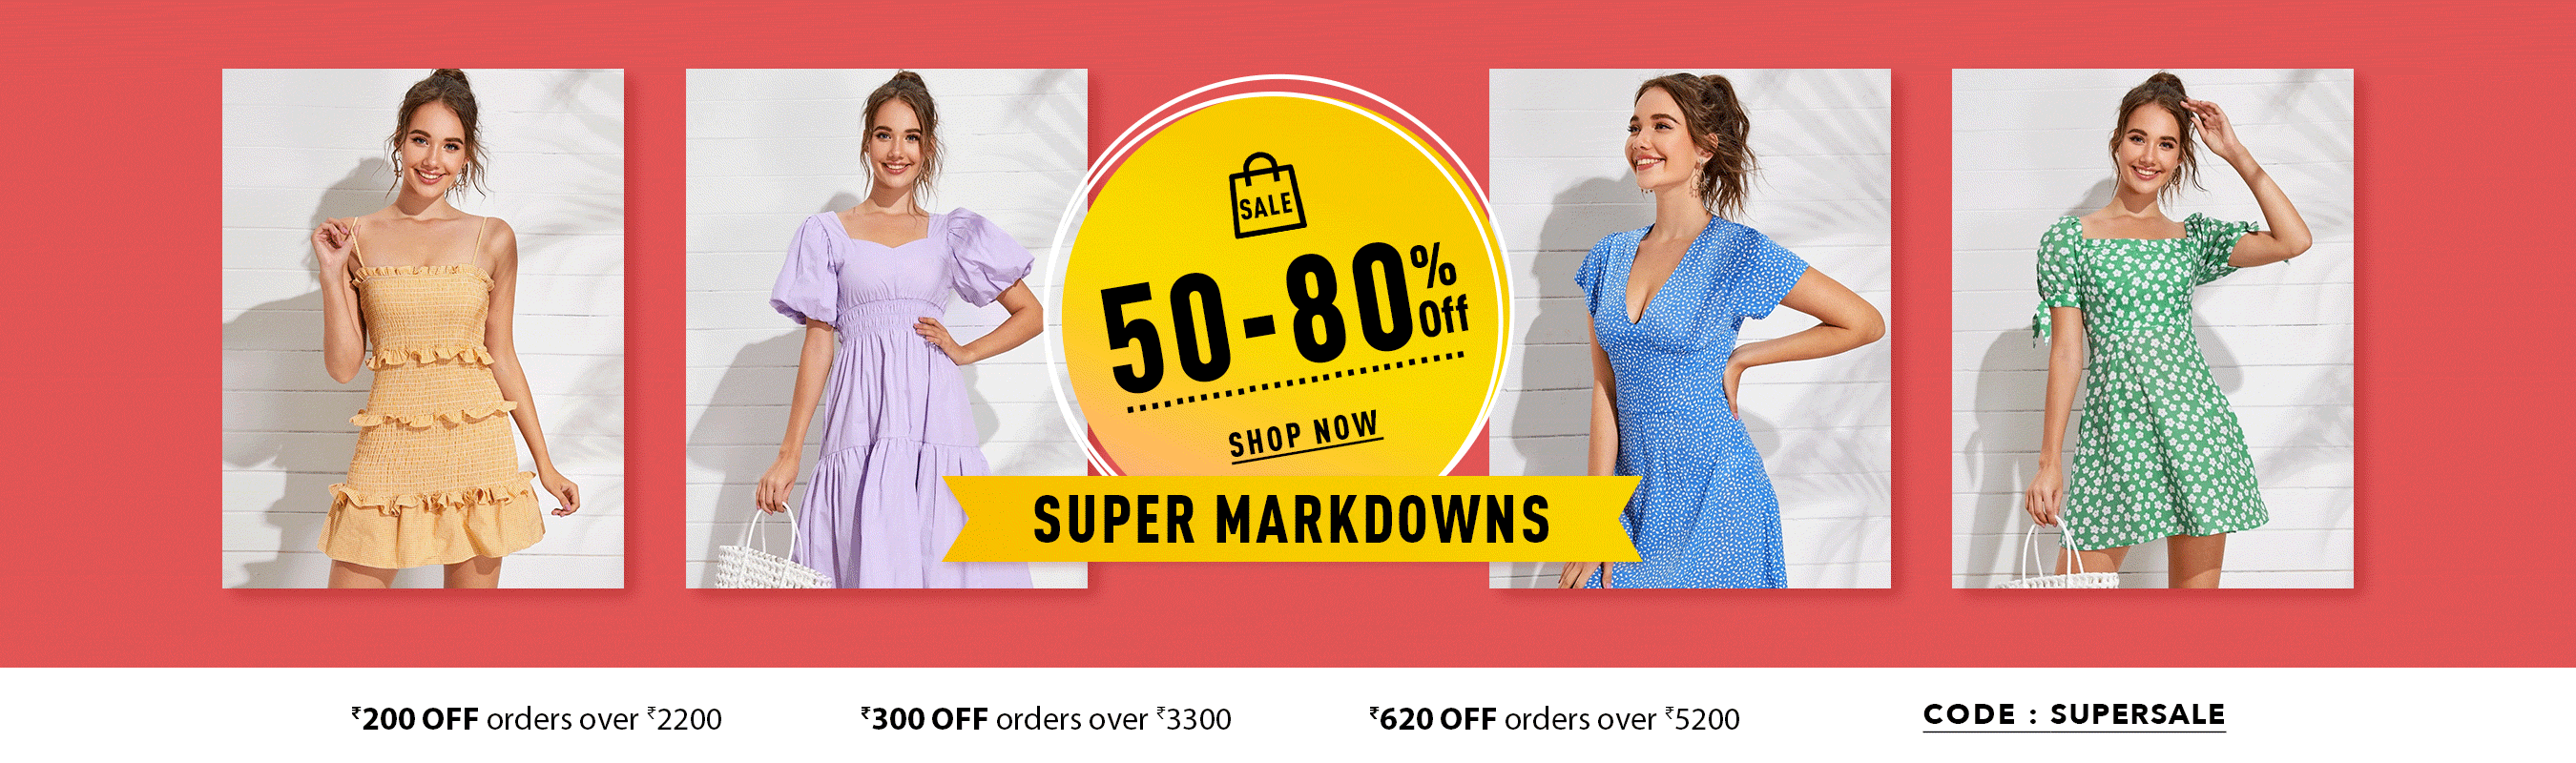 SALE
50-80% Off
SHOP NOW
SUPER MARKDOWNS
₹200 OFF orders over ₹2200
₹300 OFF orders over ₹3300
₹620 OFF orders over ₹5200
CODE : SUPERSALE